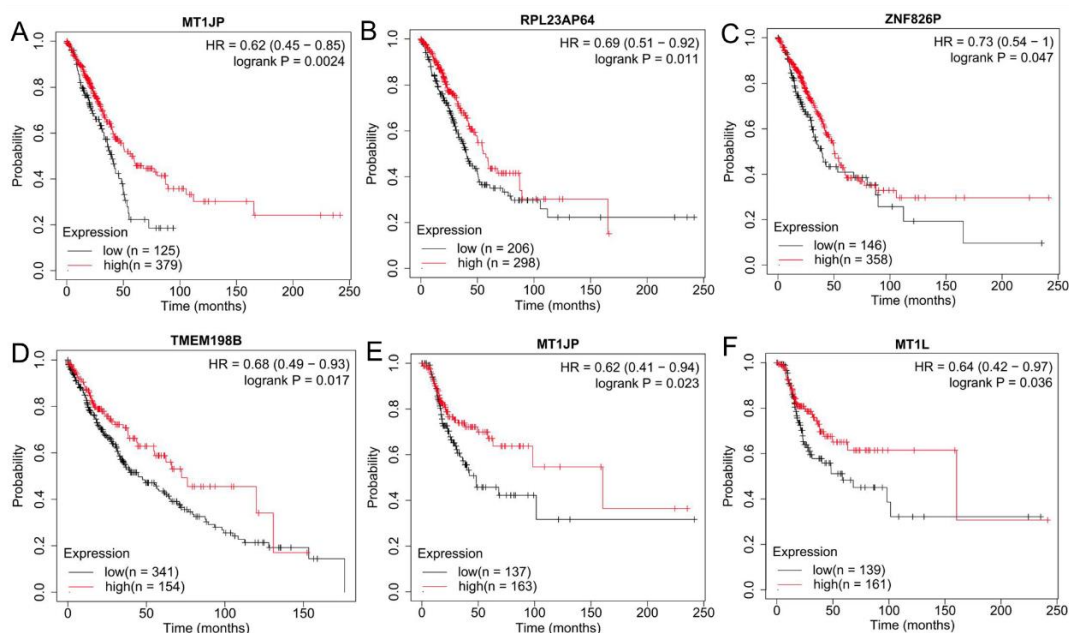 A
MT1JP
HR = 0.62 (0.45 − 0.85)
logrank P = 0.0024
Probability
1.0
0.8
0.6
0.4
0.2
0.0
Expression
low (n = 125)
high(n = 379)
0 50 100 150 200 250
Time (months)
B
RPL23AP64
HR = 0.69 (0.51 − 0.92)
logrank P = 0.011
Probability
1.0
0.8
0.6
0.4
0.2
0.0
Expression
low (n = 206)
high (n = 298)
0 50 100 150 200 250
Time (months)
C
ZNF826P
HR = 0.73 (0.54 − 1)
logrank P = 0.047
Probability
1.0
0.8
0.6
0.4
0.2
0.0
Expression
low(n = 146)
high(n = 358)
0 50 100 150 200 250
Time (months)
D
TMEM198B
HR = 0.68 (0.49 − 0.93)
logrank P = 0.017
Probability
1.0
0.8
0.6
0.4
0.2
0.0
Expression
low(n = 341)
high(n = 154)
0 50 100 150
Time (months)
E
MT1JP
HR = 0.62 (0.41 − 0.94)
logrank P = 0.023
Probability
1.0
0.8
0.6
0.4
0.2
0.0
Expression
low(n = 137)
high(n = 163)
0 50 100 150 200 250
Time (months)
F
MT1L
HR = 0.64 (0.42 − 0.97)
logrank P = 0.036
Probability
1.0
0.8
0.6
0.4
0.2
0.0
Expression
low(n = 139)
high(n = 161)
0 50 100 150 200 250
Time (months)